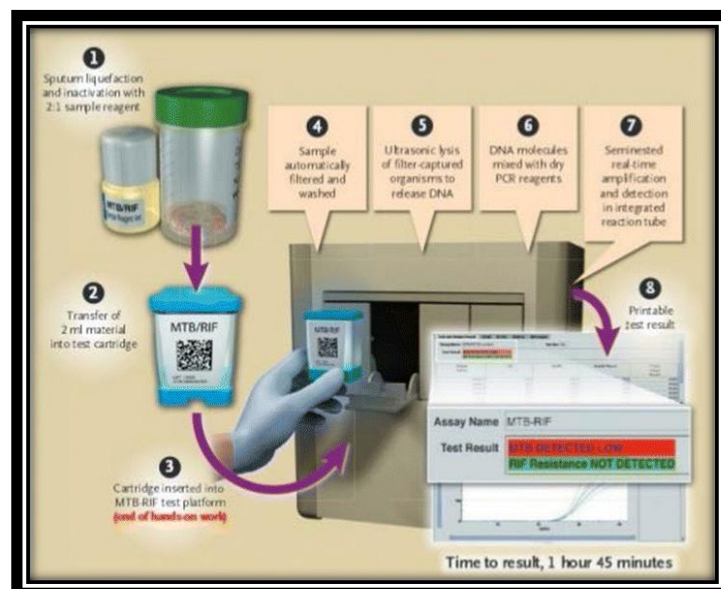 1
Sputum liquefaction
and inactivation with
2:1 sample reagent
MTB/RIF
2
Transfer of
2 ml material
into test cartridge
MTB/RIF
3
Cartridge inserted into
MTB-RIF test platform
(end of hands-on work)
4
Sample
automatically
filtered and
washed
5
Ultrasonic lysis
of filter-captured
organisms to
release DNA
6
DNA molecules
mixed with dry
PCR reagents
7
Seminested
real-time
amplification
and detection
in integrated
reaction tube
MTB/RIF
8
Printable
test result
Assay Name MTB-RIF
Test Result MTB DETECTED LOW
RIF Resistance NOT DETECTED
Time to result, 1 hour 45 minutes